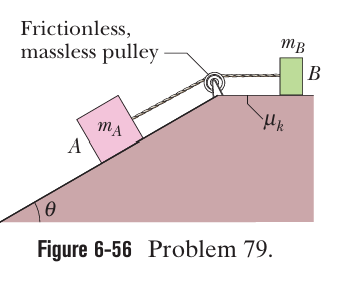 Frictionless,
massless pulley
m_B
B
m_A
A
μ_k
θ
Figure 6-56 Problem 79.